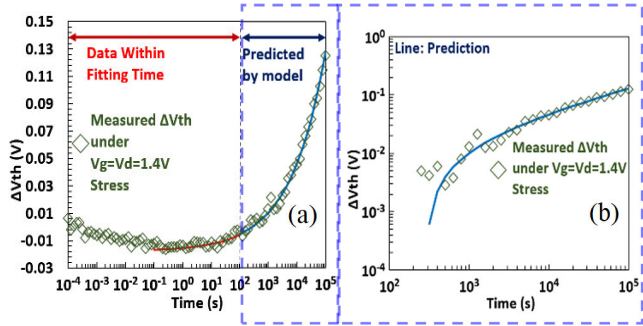 0.15
0.13
0.11
0.09
0.07
0.05
0.03
0.01
-0.01
-0.03
ΔVth (V)
Data Within
Fitting Time
Predicted
by model
Measured ΔVth
under
Vg=Vd=1.4V
Stress
(a)
10⁻⁴ 10⁻³ 10⁻² 10⁻¹ 10⁰ 10¹ 10² 10³ 10⁴ 10⁵
Time (s)
10⁰
10⁻¹
10⁻²
10⁻³
10⁻⁴
ΔVth (V)
Line: Prediction
Measured ΔVth
under Vg=Vd=1.4V
Stress
(b)
10² 10³ 10⁴ 10⁵
Time (s)